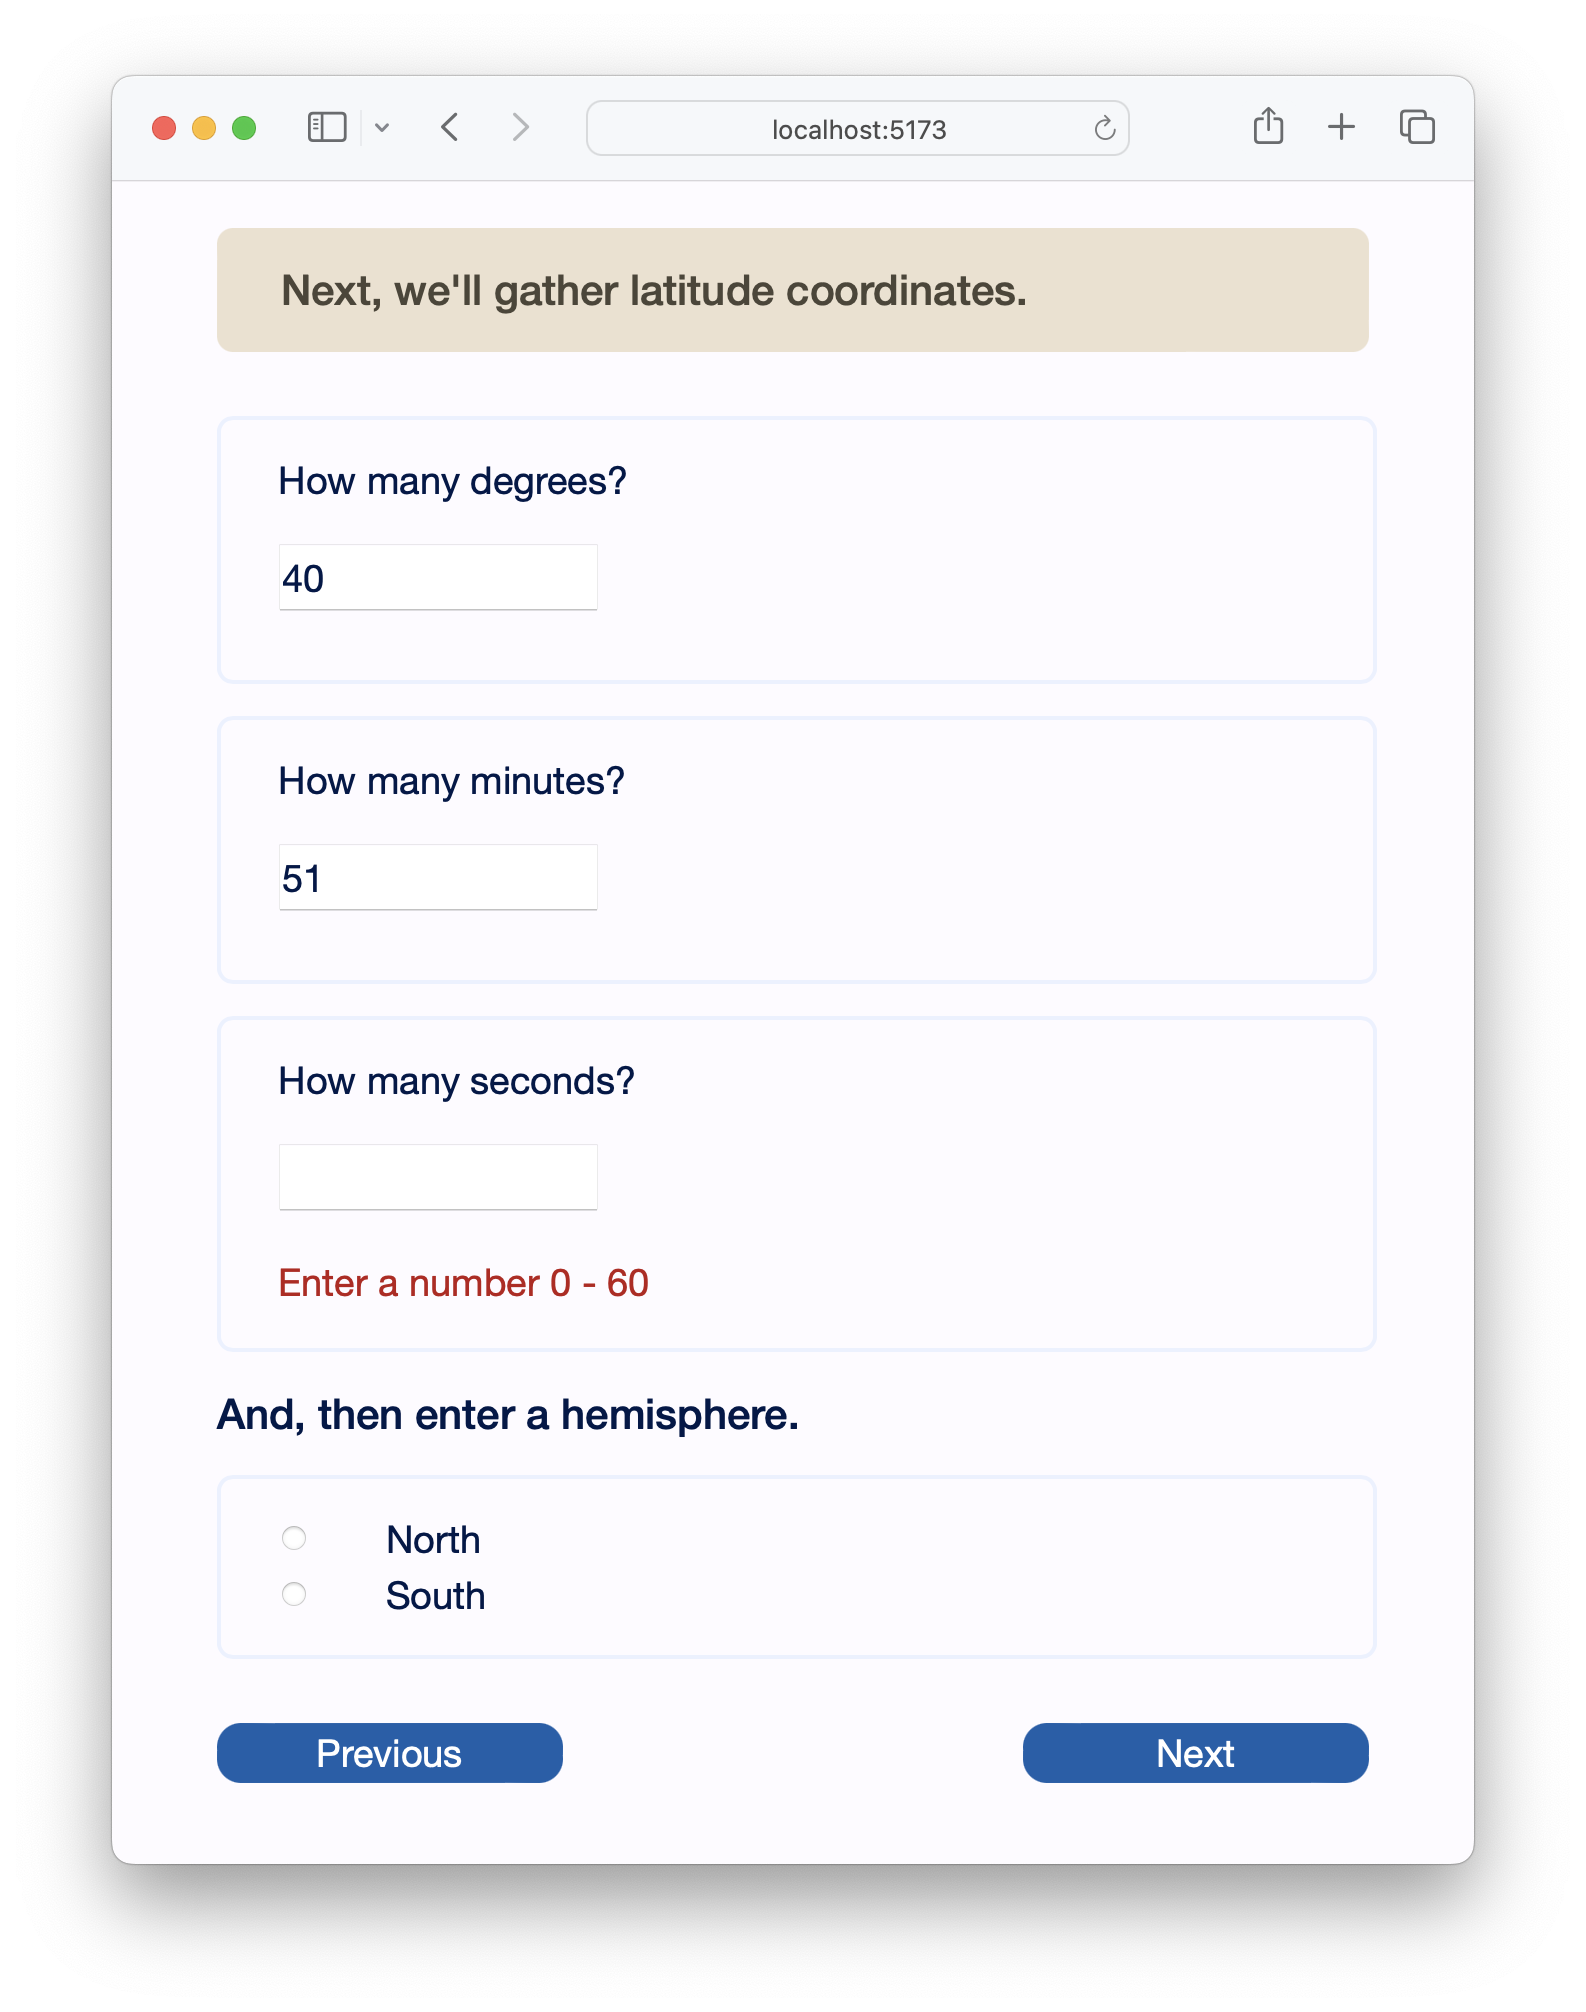 localhost:5173
Next, we'll gather latitude coordinates.
How many degrees?
40
How many minutes?
51
How many seconds?
Enter a number 0 - 60
And, then enter a hemisphere.
North
South
Previous
Next